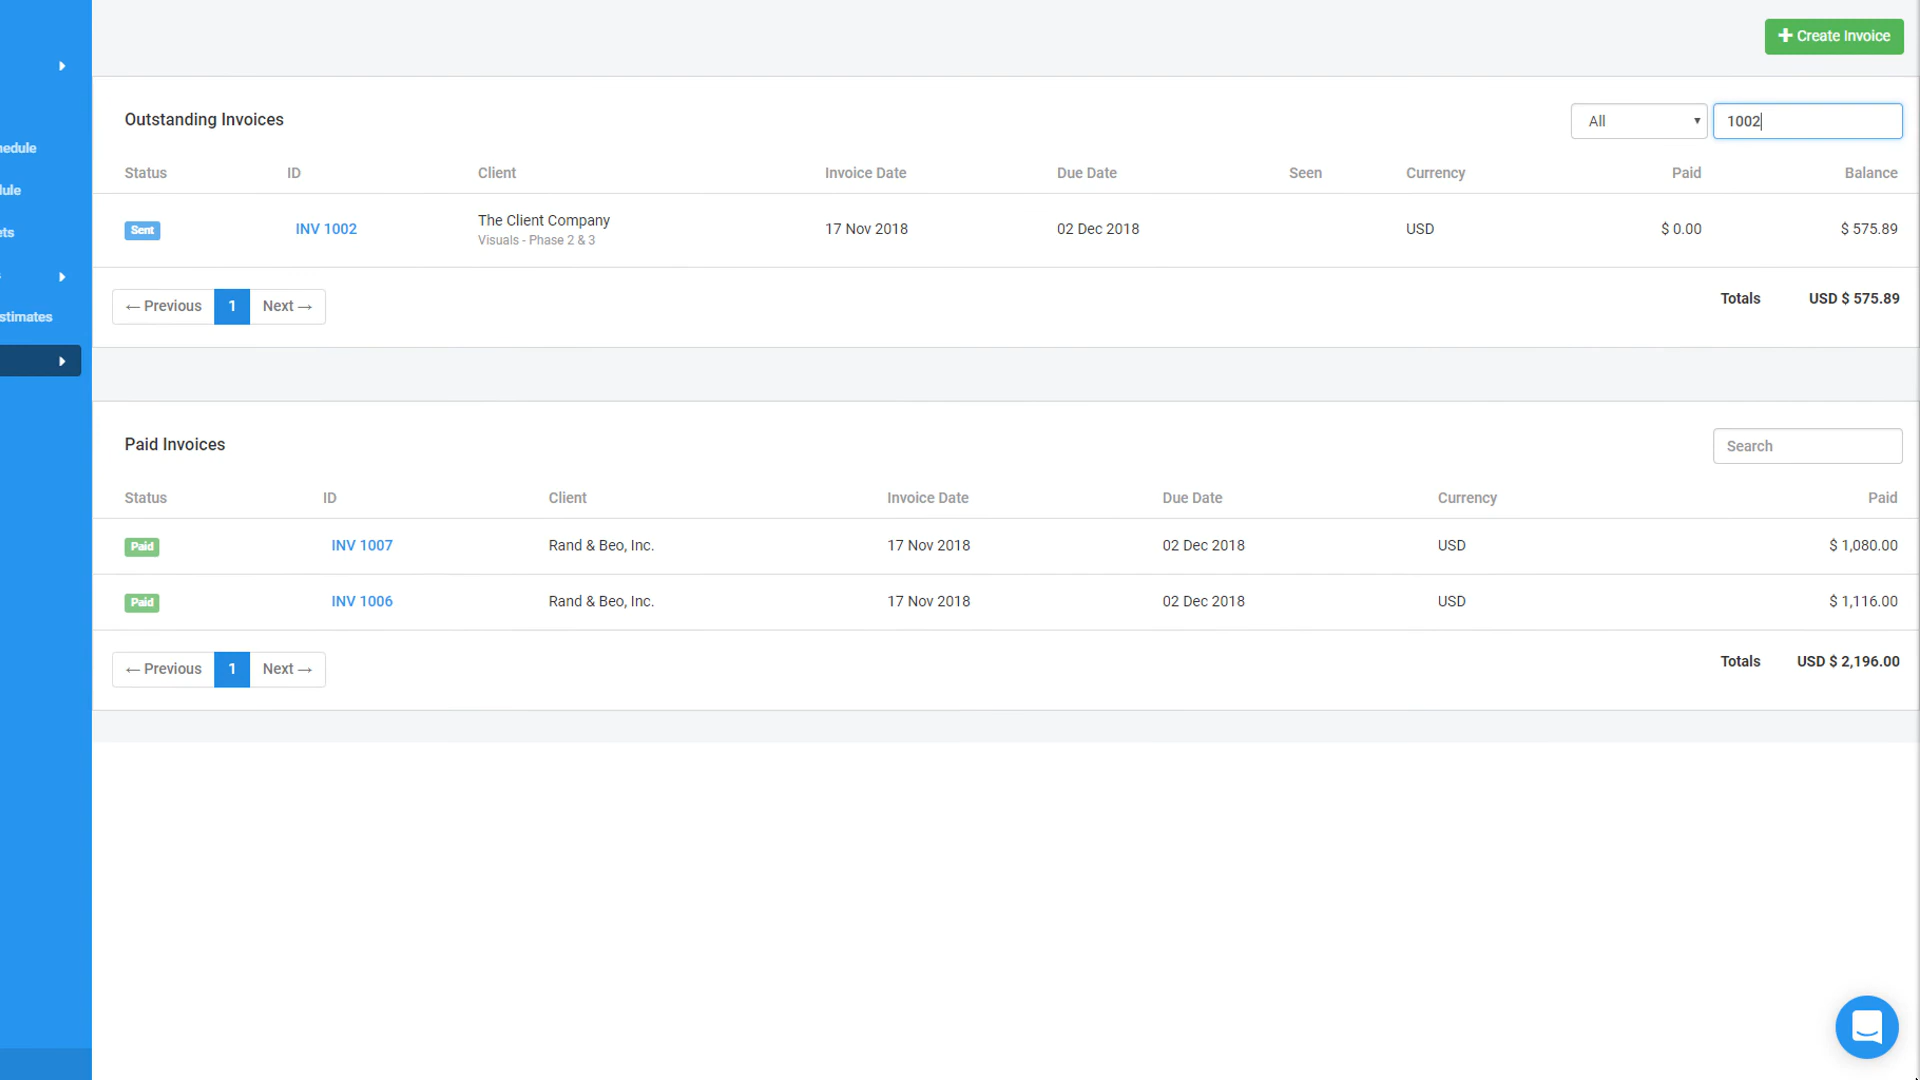 Create Invoice
Outstanding Invoices
All
1002
Status ID Client Invoice Date Due Date Seen Currency Paid Balance
Sent INV 1002 The Client Company 17 Nov 2018 02 Dec 2018 USD $ 0.00 $ 575.89
Visuals - Phase 2 & 3
← Previous 1 Next → Totals USD $ 575.89
Paid Invoices
Search
Status ID Client Invoice Date Due Date Currency Paid
Paid INV 1007 Rand & Beo, Inc. 17 Nov 2018 02 Dec 2018 USD $ 1,080.00
Paid INV 1006 Rand & Beo, Inc. 17 Nov 2018 02 Dec 2018 USD $ 1,116.00
← Previous 1 Next → Totals USD $ 2,196.00